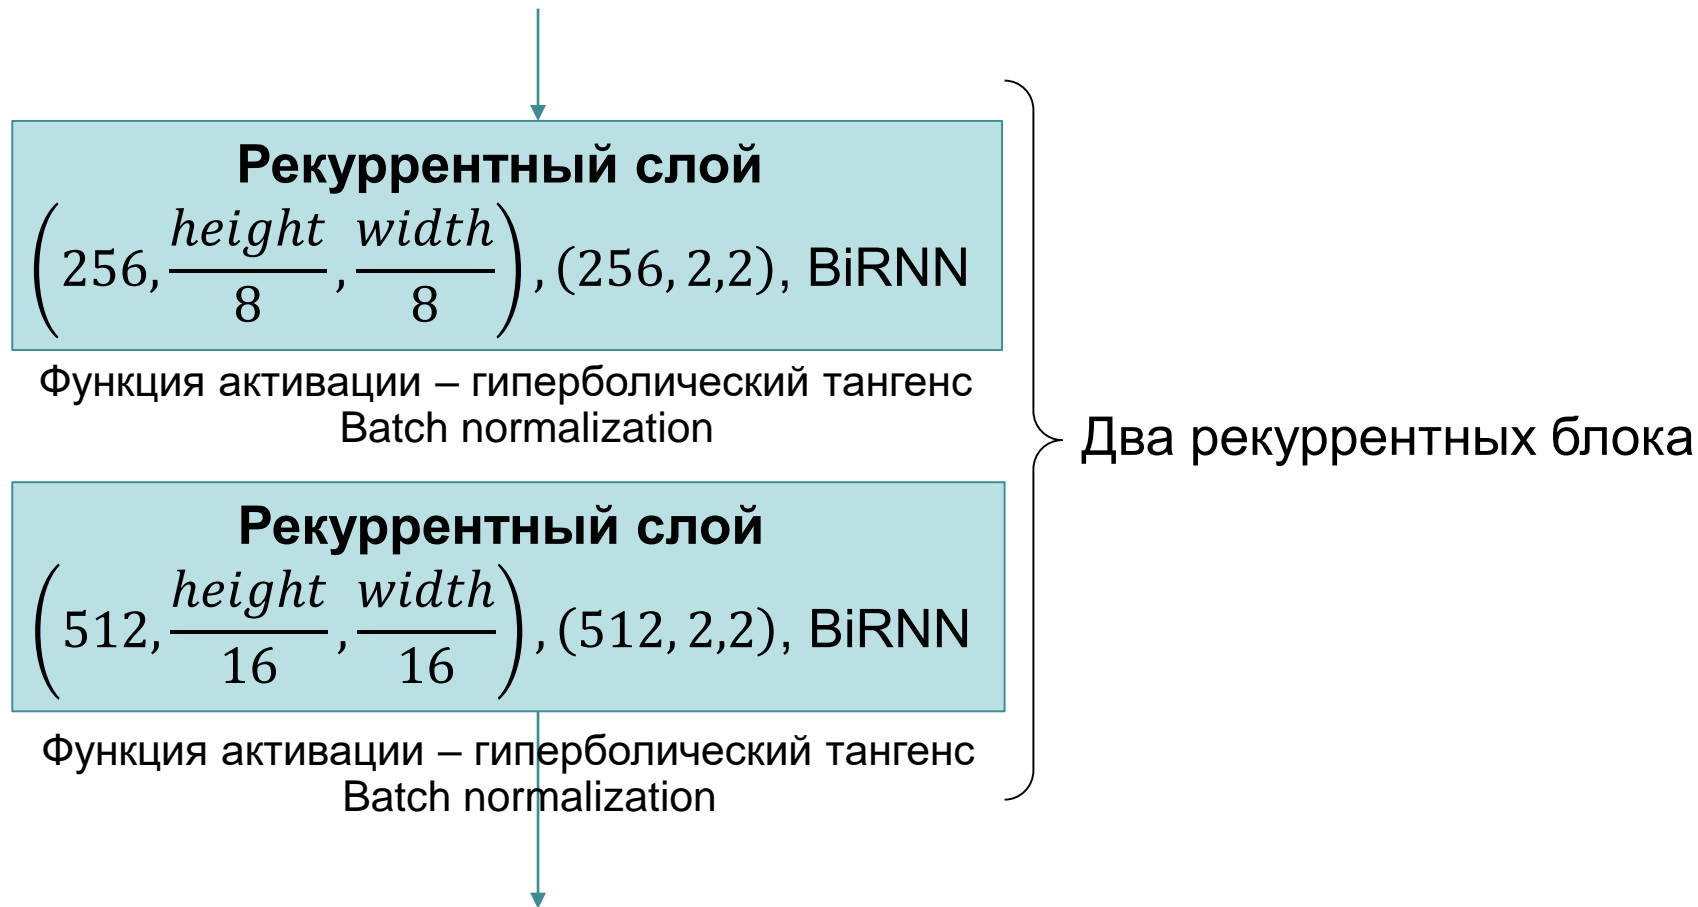 Рекуррентный слой
(256, height/8, width/8), (256, 2,2), BiRNN
Функция активации – гиперболический тангенс
Batch normalization
Два рекуррентных блока
Рекуррентный слой
(512, height/16, width/16), (512, 2,2), BiRNN
Функция активации – гиперболический тангенс
Batch normalization